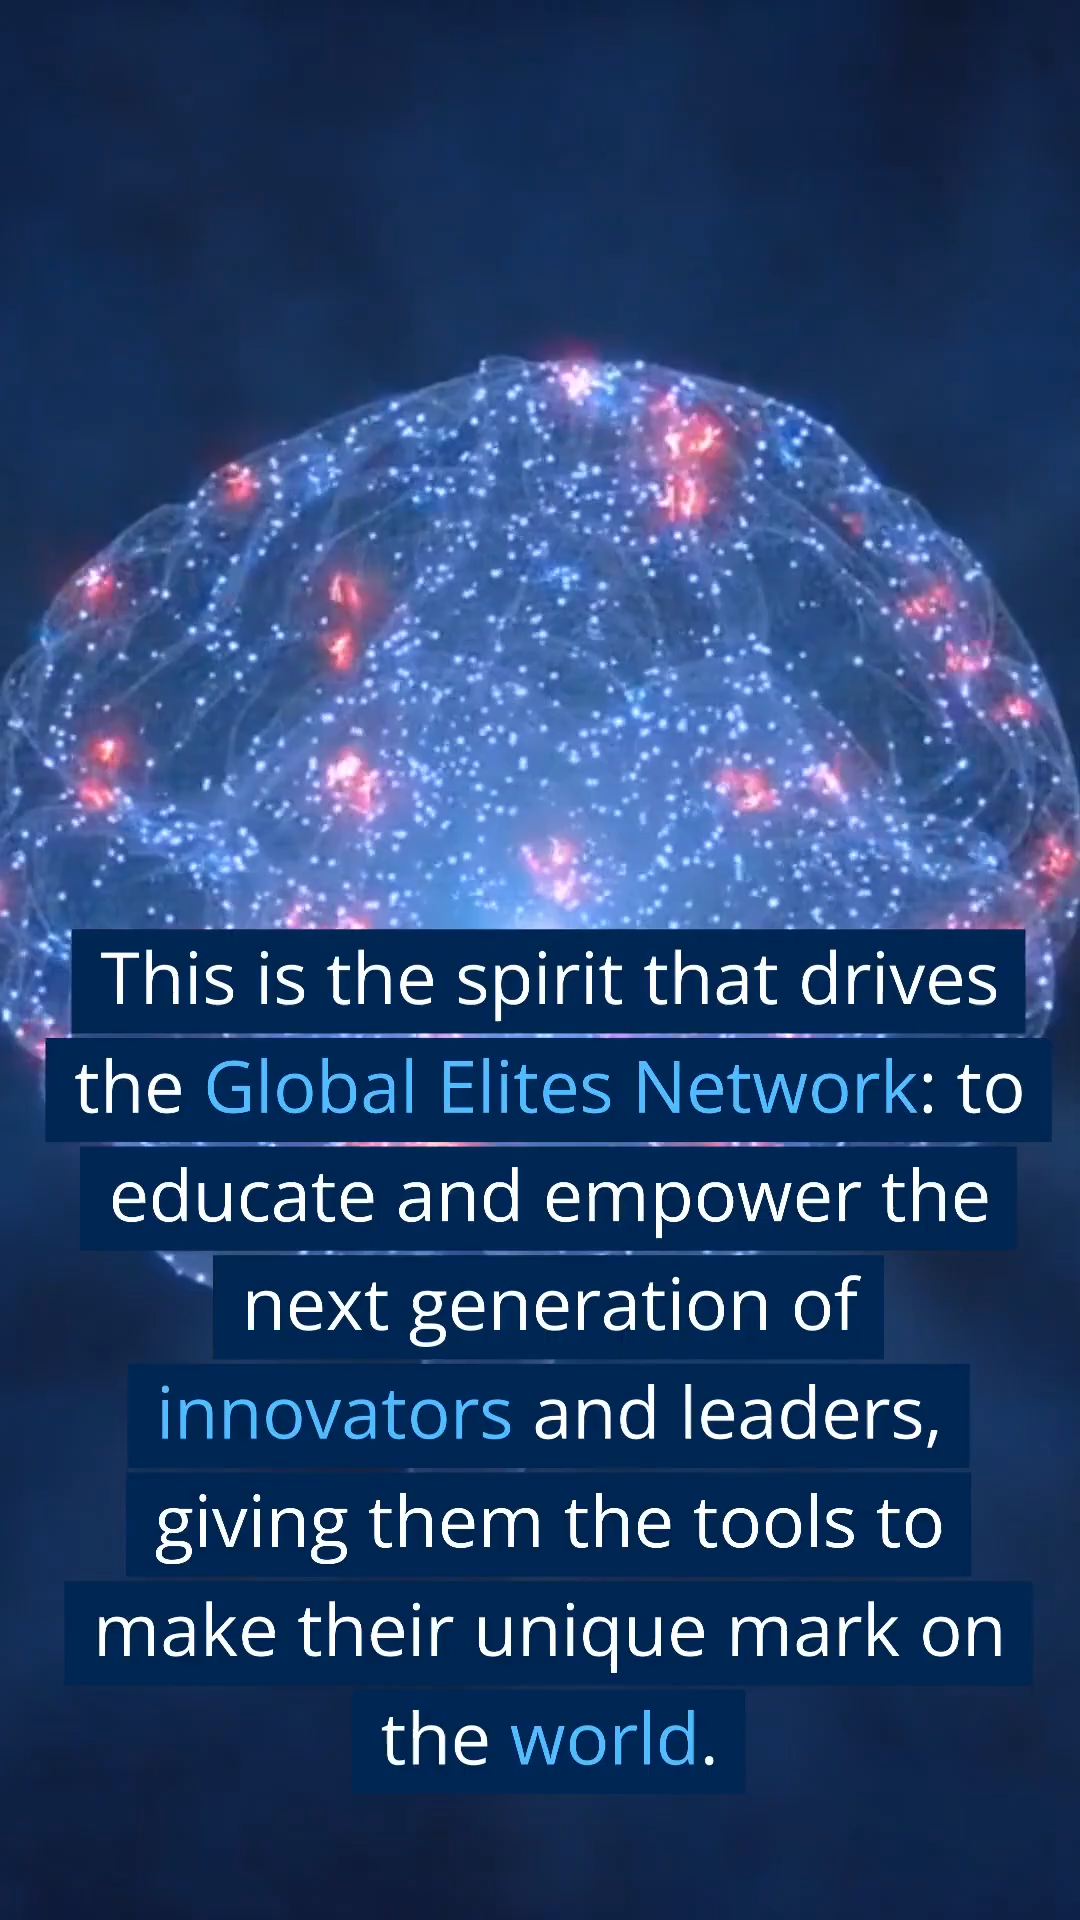 This is the spirit that drives
the Global Elites Network: to
educate and empower the
next generation of
innovators and leaders,
giving them the tools to
make their unique mark on
the world.